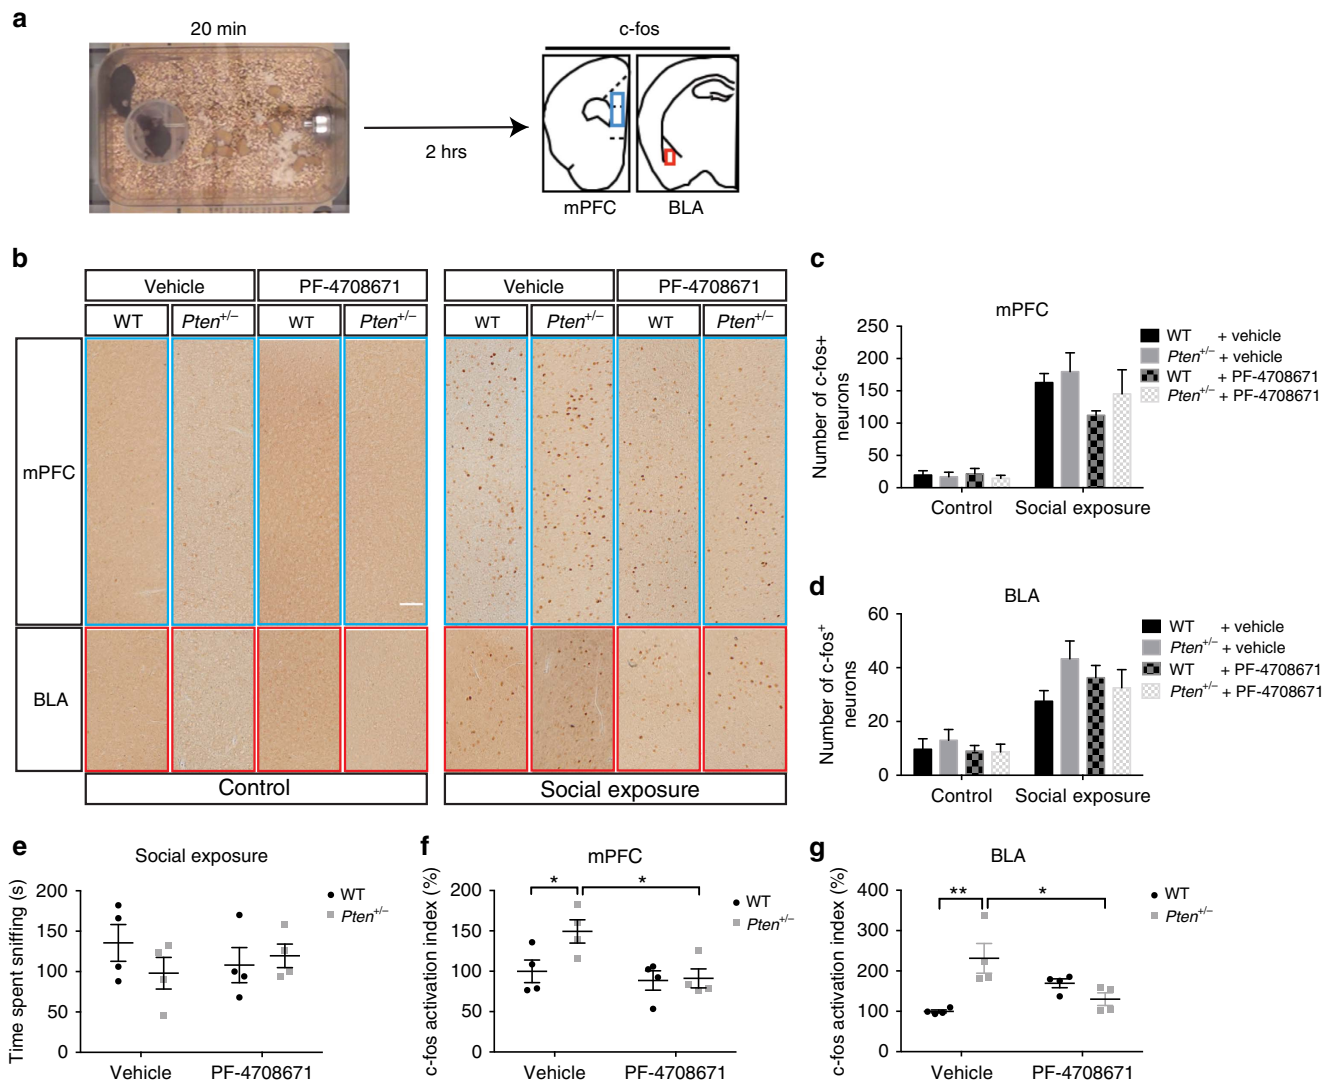 a
20 min
c-fos
2 hrs
mPFC BLA
b
Vehicle PF-4708671 Vehicle PF-4708671
WT Pten+/– WT Pten+/– WT Pten+/– WT Pten+/–
mPFC
BLA
Control Social exposure
c
mPFC
Number of c-fos+
neurons
250
200
150
100
50
0
Control Social exposure
WT + vehicle
Pten+/– + vehicle
WT + PF-4708671
Pten+/– + PF-4708671
d
BLA
Number of c-fos+
neurons
60
40
20
0
Control Social exposure
WT + vehicle
Pten+/– + vehicle
WT + PF-4708671
Pten+/– + PF-4708671
e
Social exposure
Time spent sniffing (s)
200
150
100
50
0
Vehicle PF-4708671
WT
Pten+/–
f
mPFC
c-fos activation index (%)
200
150
100
50
0
* *
Vehicle PF-4708671
WT
Pten+/–
g
BLA
c-fos activation index (%)
400
300
200
100
0
** *
Vehicle PF-4708671
WT
Pten+/–